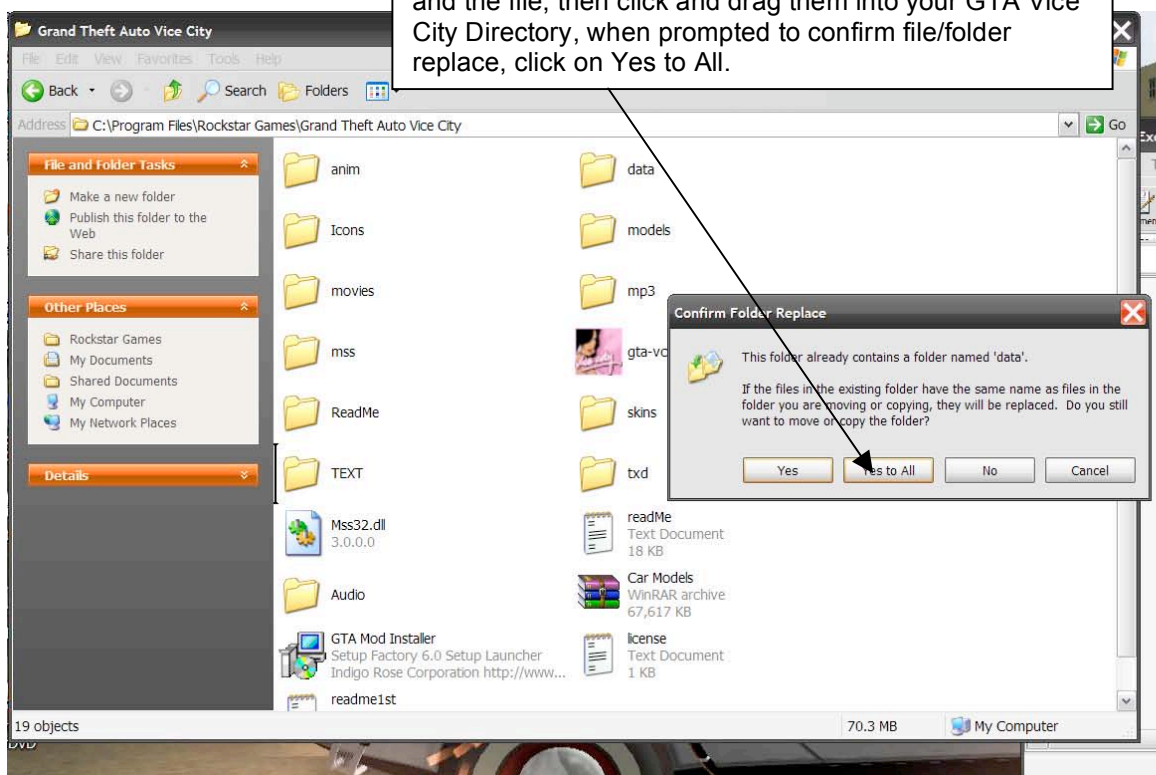 and the file, then click and drag them into your GTA Vice
City Directory, when prompted to confirm file/folder
replace, click on Yes to All.
Grand Theft Auto Vice City
File Edit View Favorites Tools Help
Back Search Folders
Address C:\Program Files\Rockstar Games\Grand Theft Auto Vice City Go
File and Folder Tasks
Make a new folder
Publish this folder to the
Web
Share this folder
Other Places
Rockstar Games
My Documents
Shared Documents
My Computer
My Network Places
Details
anim
data
Icons
models
movies
mp3
mss
gta-vc
ReadMe
skins
TEXT
txd
Mss32.dll
3.0.0.0
readMe
Text Document
18 KB
Audio
Car Models
WinRAR archive
67,617 KB
GTA Mod Installer
Setup Factory 6.0 Setup Launcher
Indigo Rose Corporation http://www...
license
Text Document
1 KB
readme1st
Confirm Folder Replace
This folder already contains a folder named 'data'.
If the files in the existing folder have the same name as files in the
folder you are moving or copying, they will be replaced. Do you still
want to move or copy the folder?
Yes Yes to All No Cancel
19 objects 70.3 MB My Computer
DVD